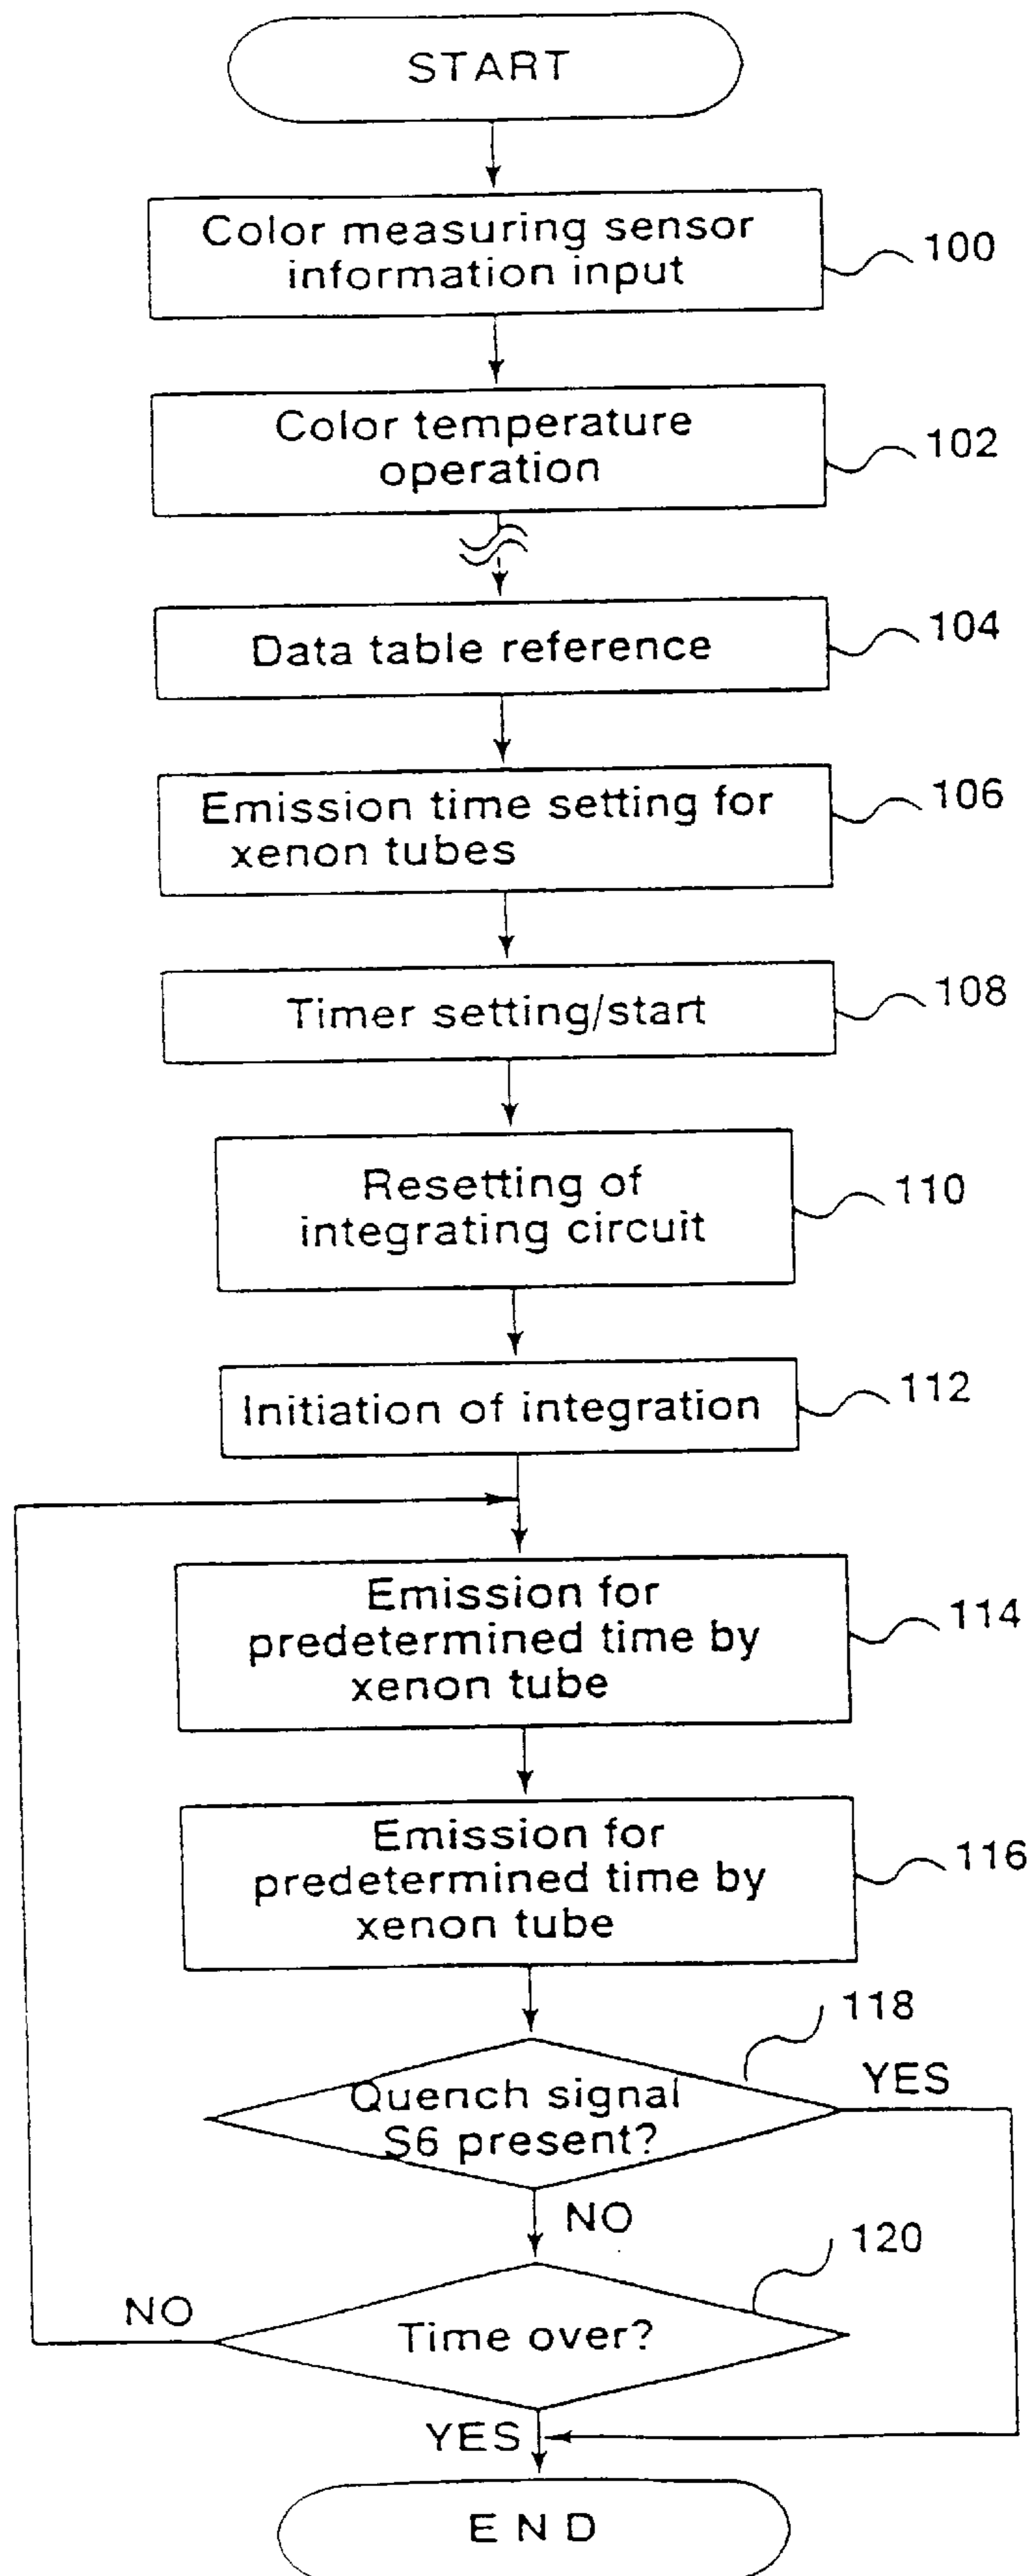 START
Color measuring sensor
information input
100
Color temperature
operation
102
Data table reference
104
Emission time setting for
xenon tubes
106
Timer setting/start
108
Resetting of
integrating circuit
110
Initiation of integration
112
Emission for
predetermined time by
xenon tube
114
Emission for
predetermined time by
xenon tube
116
118
Quench signal
S6 present?
YES
NO
120
Time over?
NO
YES
END